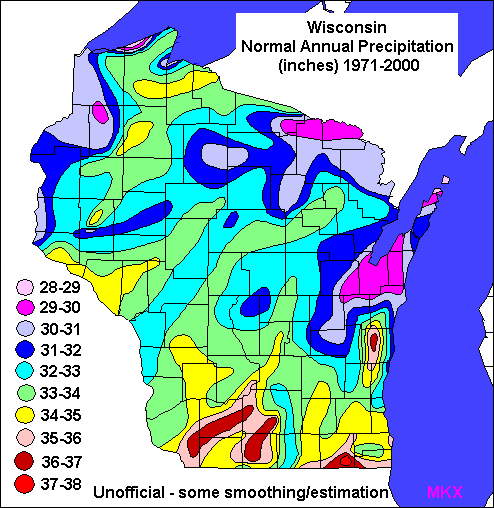 Wisconsin
Normal Annual Precipitation
(inches) 1971-2000
28-29
29-30
30-31
31-32
32-33
33-34
34-35
35-36
36-37
37-38
Unofficial - some smoothing/estimation
MKX